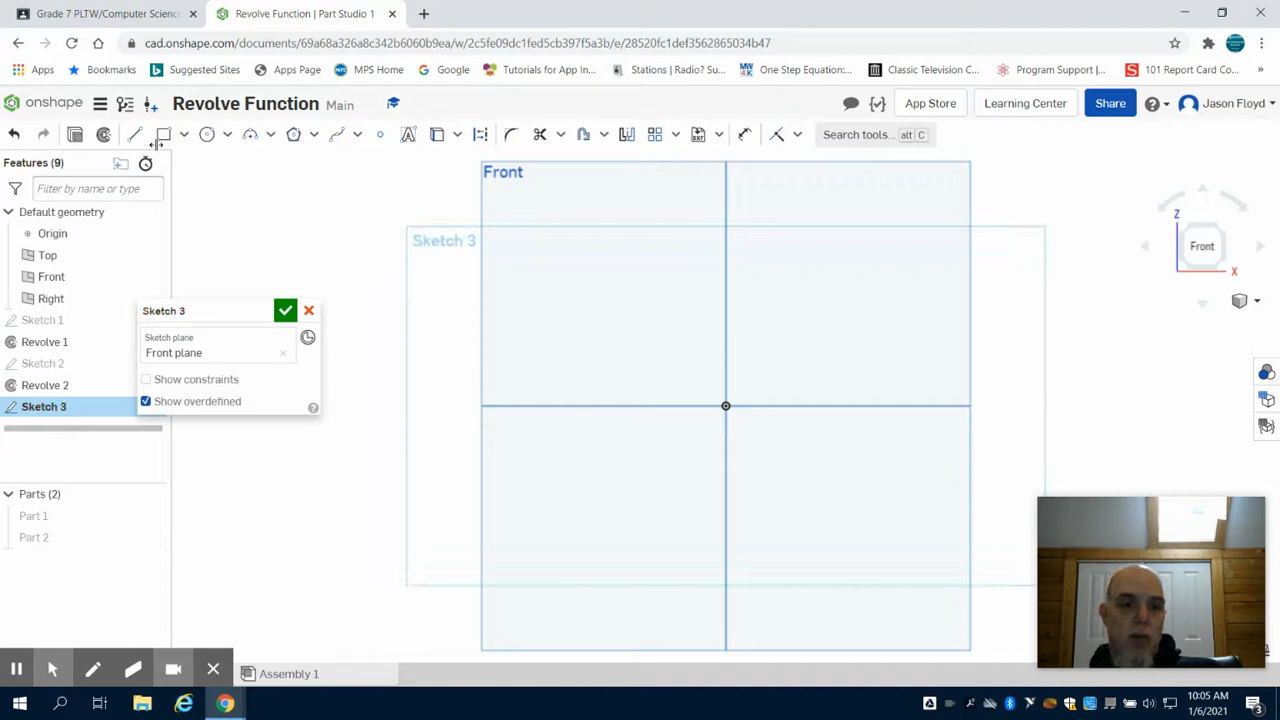 Grade 7 PLTW/Computer Science
Revolve Function | Part Studio 1
cad.onshape.com/documents/69a68a326a8c342b6060b9ea/w/2c5fe09dc1fad5cb397f5a3b/e/28520fc1def3562865034b47
Apps
Bookmarks
Suggested Sites
Apps Page
MPS Home
Google
Tutorials for App In...
Stations | Radio? Su...
One Step Equation:...
Classic Television C...
Program Support |...
101 Report Card Co...
»
onshape
Revolve Function Main
App Store
Learning Center
Share
Jason Floyd
Search tools... alt C
Features (9)
Filter by name or type
Default geometry
Origin
Top
Front
Right
Sketch 1
Revolve 1
Sketch 2
Revolve 2
Sketch 3
Parts (2)
Part 1
Part 2
Sketch 3
Sketch plane
Front plane
Show constraints
Show overdefined
Front
Sketch 3
Z
Front
X
Assembly 1
10:05 AM
1/6/2021
3